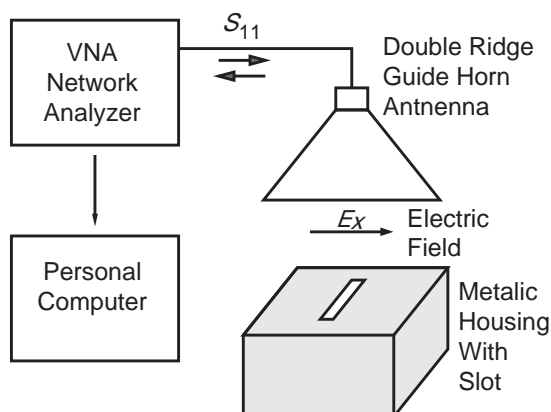 VNA
Network
Analyzer
S11
Double Ridge
Guide Horn
Antnenna
Ex
Electric
Field
Personal
Computer
Metalic
Housing
With
Slot